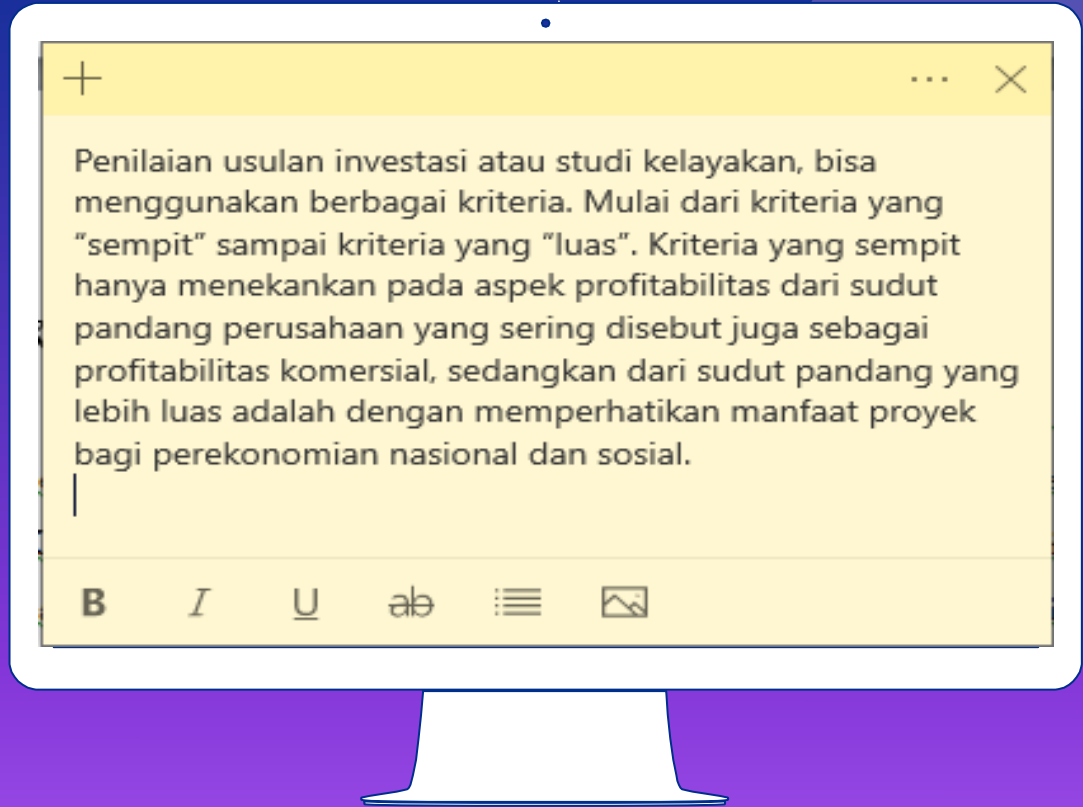 Penilaian usulan investasi atau studi kelayakan, bisa
menggunakan berbagai kriteria. Mulai dari kriteria yang
“sempit” sampai kriteria yang “luas”. Kriteria yang sempit
hanya menekankan pada aspek profitabilitas dari sudut
pandang perusahaan yang sering disebut juga sebagai
profitabilitas komersial, sedangkan dari sudut pandang yang
lebih luas adalah dengan memperhatikan manfaat proyek
bagi perekonomian nasional dan sosial.
B I U ab